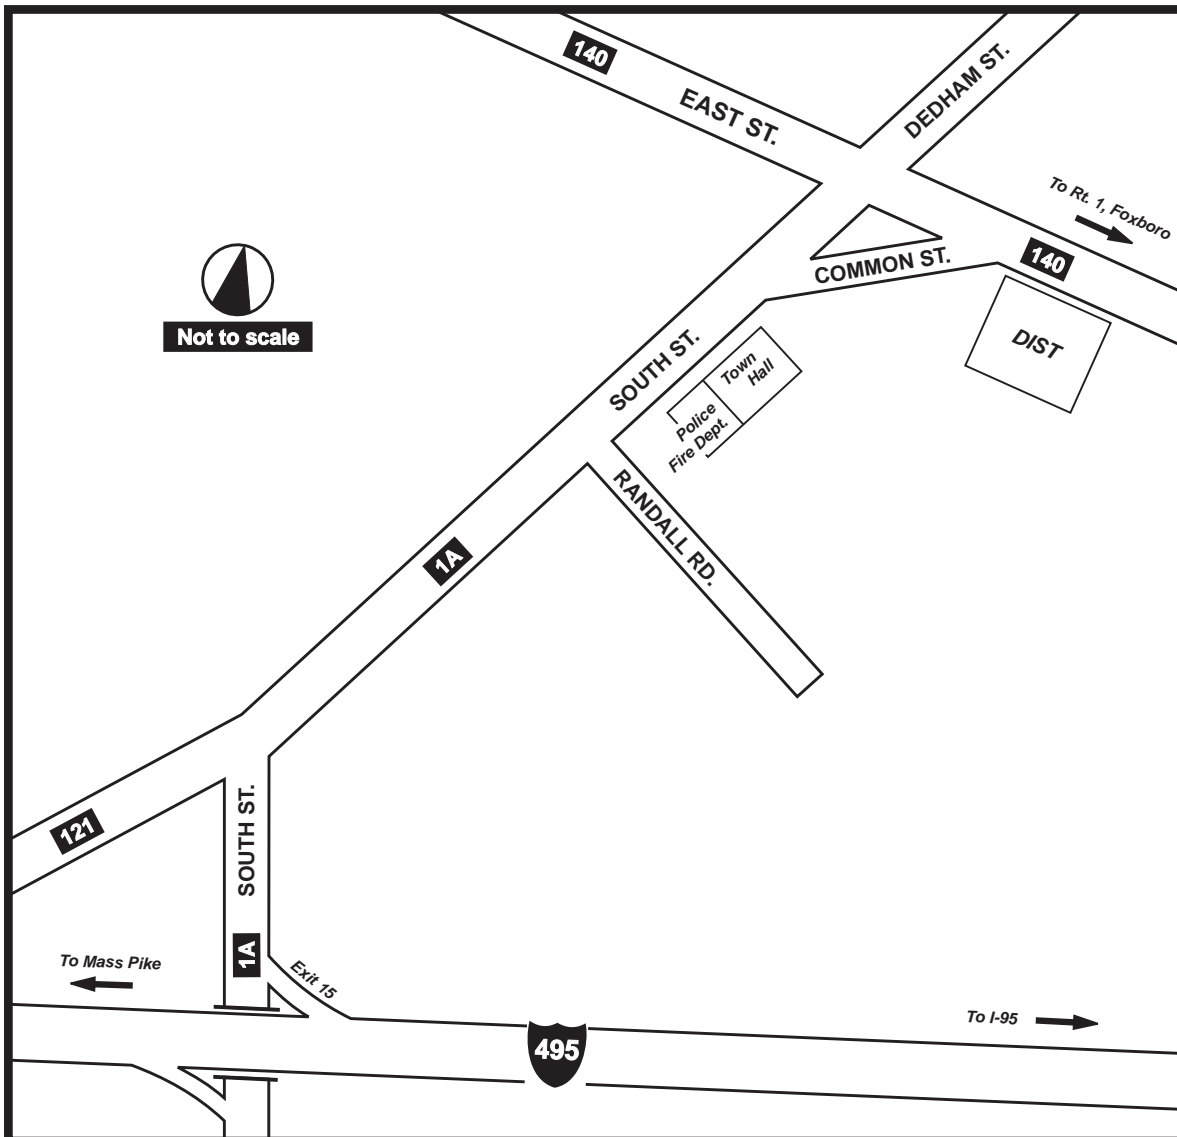 140
EAST ST.
DEDHAM ST.
To Rt. 1, Foxboro
140
COMMON ST.
Not to scale
DIST
SOUTH ST.
Town
Hall
Police
Fire Dept.
RANDALL RD.
1A
121
SOUTH ST.
1A
To Mass Pike
Exit 15
To I-95
495